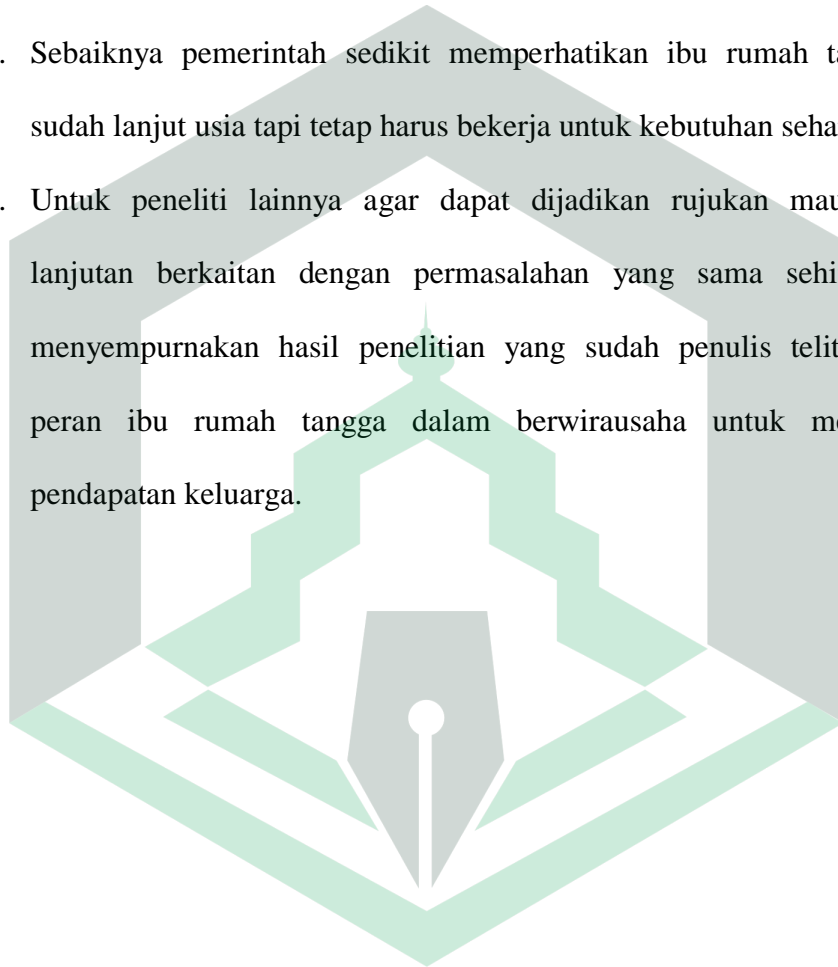 . Sebaiknya pemerintah sedikit memperhatikan ibu rumah
sudah lanjut usia tapi tetap harus bekerja untuk kebutuhan
. Untuk peneliti lainnya agar dapat dijadikan rujukan
lanjutan berkaitan dengan permasalahan yang sama
menyempurnakan hasil penelitian yang sudah penulis
peran ibu rumah tangga dalam berwirausaha untuk
pendapatan keluarga.